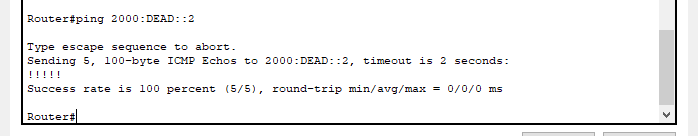 Router#ping 2000:DEAD::2
Type escape sequence to abort.
Sending 5, 100-byte ICMP Echos to 2000:DEAD::2, timeout is 2 seconds:
!!!!!
Success rate is 100 percent (5/5), round-trip min/avg/max = 0/0/0 ms
Router#